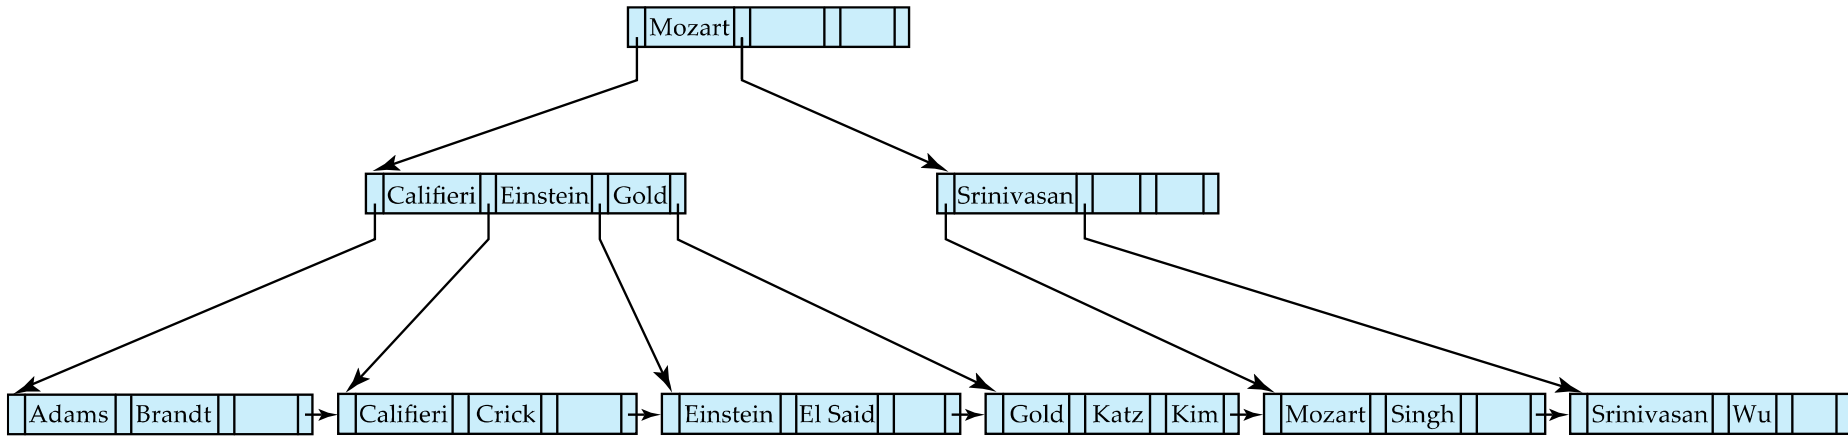 Mozart
Califieri Einstein Gold Srinivasan
Adams Brandt Califieri Crick Einstein El Said Gold Katz Kim Mozart Singh Srinivasan Wu